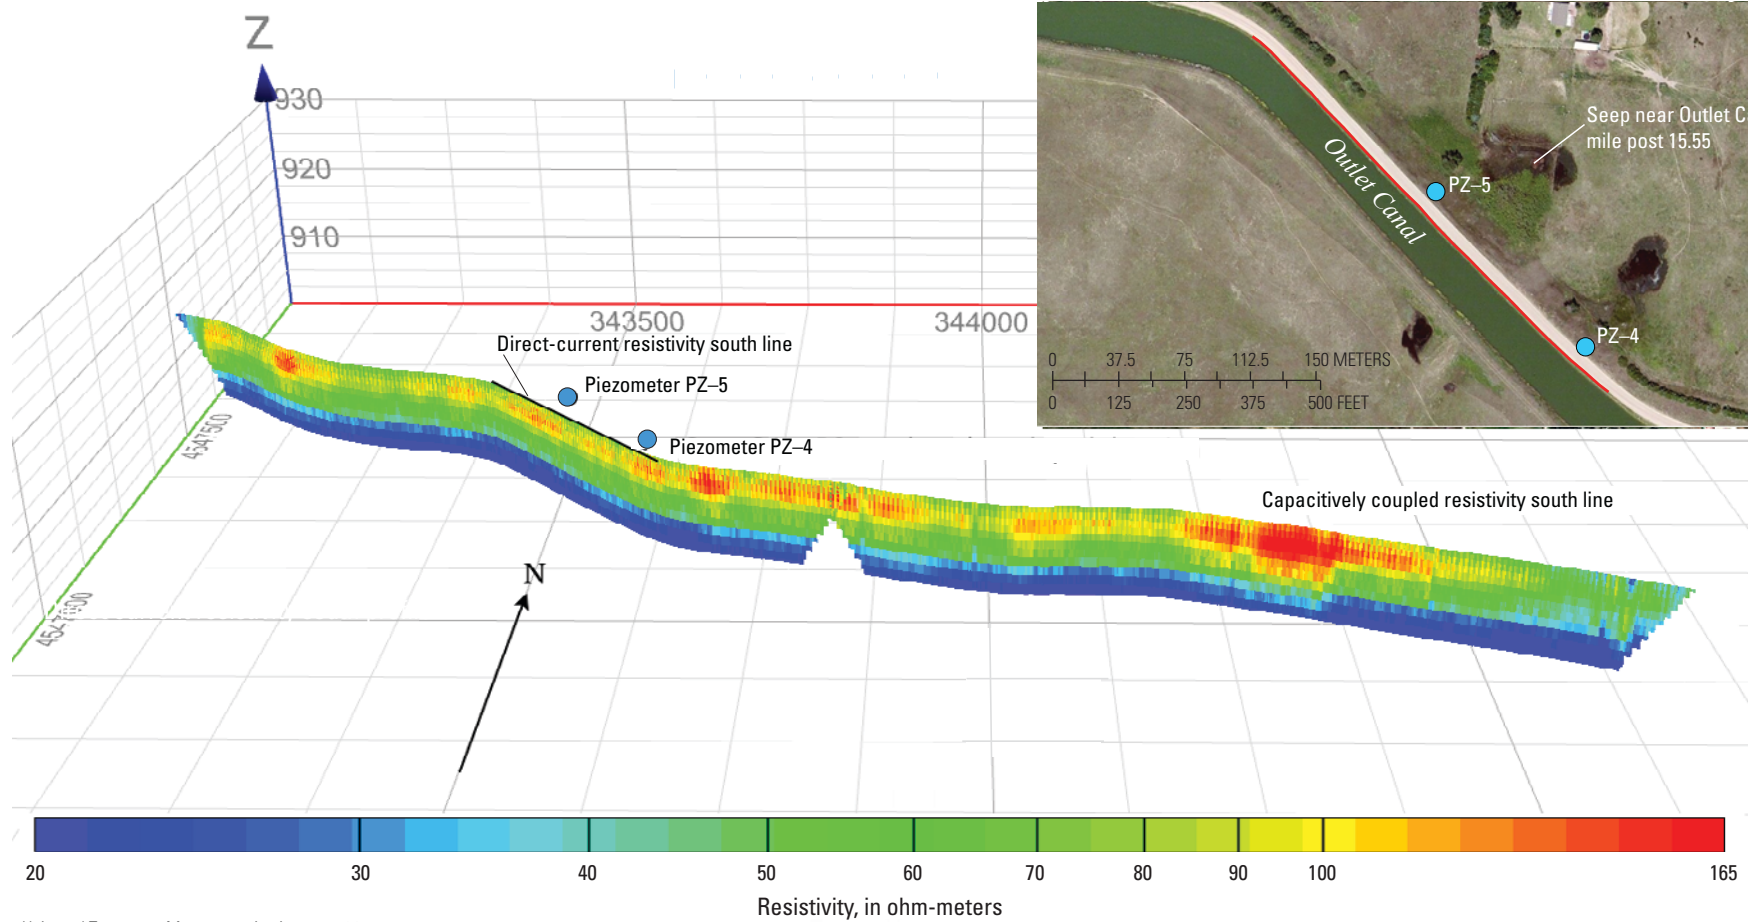 Z
930
920
910
343500
344000
4547500
Direct-current resistivity south line
Piezometer PZ–5
Piezometer PZ–4
Capacitively coupled resistivity south line
N
Seep near Outlet C
mile post 15.55
PZ–5
Outlet Canal
PZ–4
0 37.5 75 112.5 150 METERS
0 125 250 375 500 FEET
20 30 40 50 60 70 80 90 100 165
Resistivity, in ohm-meters